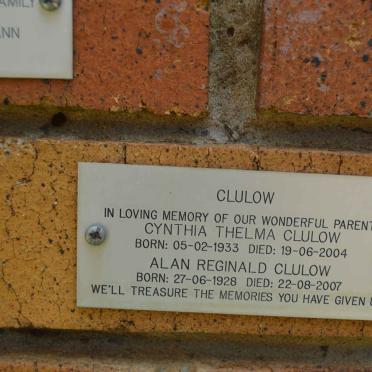 FAMILY
ANN
CLULOW
IN LOVING MEMORY OF OUR WONDERFUL PARENT
CYNTHIA THELMA CLULOW
BORN: 05-02-1933 DIED: 19-06-2004
ALAN REGINALD CLULOW
BORN: 27-06-1928 DIED: 22-08-2007
WE'LL TREASURE THE MEMORIES YOU HAVE GIVEN